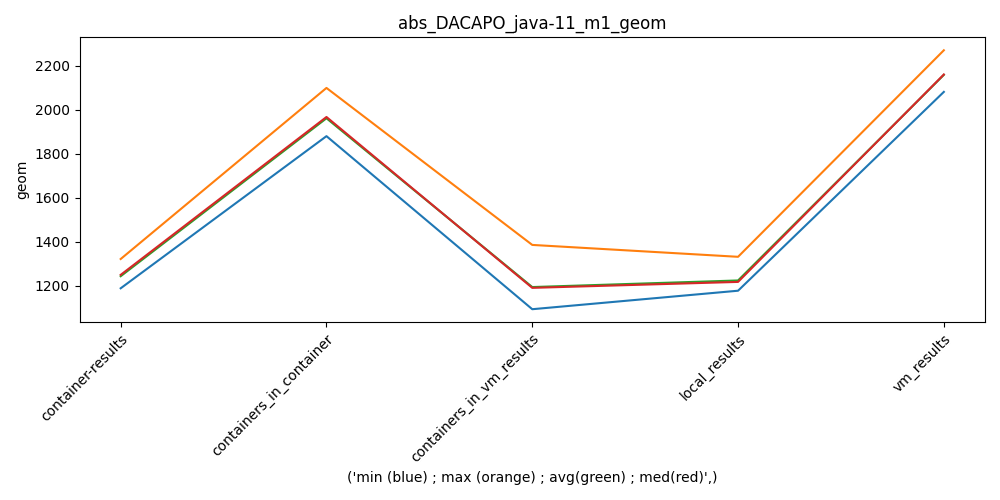 abs_DACAPO_java-11_m1_geom
geom
2200
2000
1800
1600
1400
1200
container-results
containers_in_container
containers_in_vm_results
local_results
vm_results
('min (blue) ; max (orange) ; avg(green) ; med(red)',)